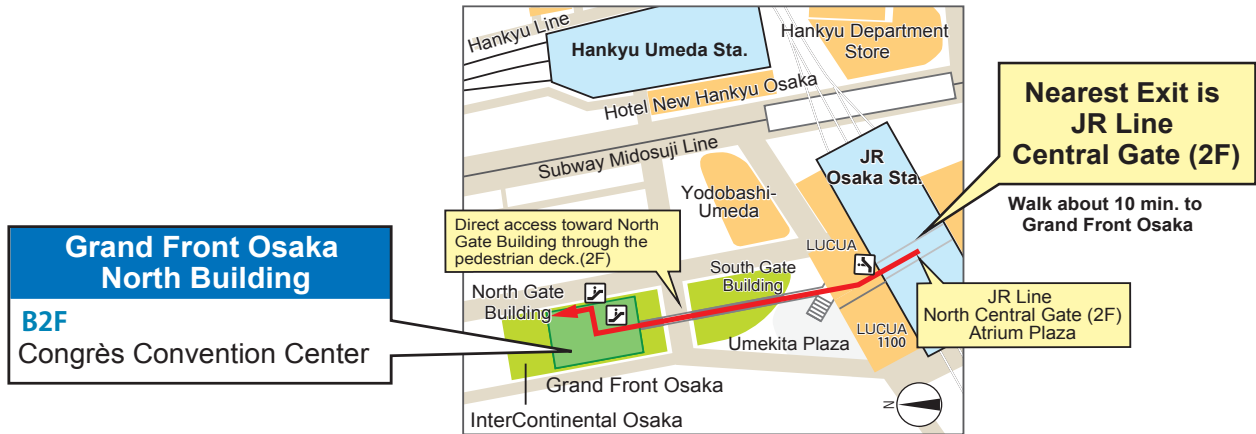 Hankyu Line
Hankyu Umeda Sta.
Hankyu Department
Store
Hotel New Hankyu Osaka
Subway Midosuji Line
JR
Osaka Sta.
Nearest Exit is
JR Line
Central Gate (2F)
Walk about 10 min. to
Grand Front Osaka
Yodobashi-
Umeda
Direct access toward North
Gate Building through the
pedestrian deck.(2F)
LUCUA
South Gate
Building
Grand Front Osaka
North Building
B2F
Congrès Convention Center
North Gate
Building
JR Line
North Central Gate (2F)
Atrium Plaza
LUCUA
1100
Umekita Plaza
Grand Front Osaka
InterContinental Osaka
N